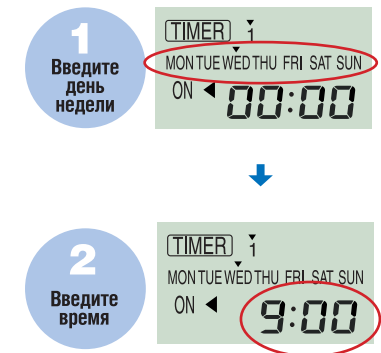 1
Введите
день
недели
TIMER 1
MON TUE WED THU FRI SAT SUN
ON ◀ 00:00
2
Введите
время
TIMER 1
MON TUE WED THU FRI SAT SUN
ON ◀ 9:00